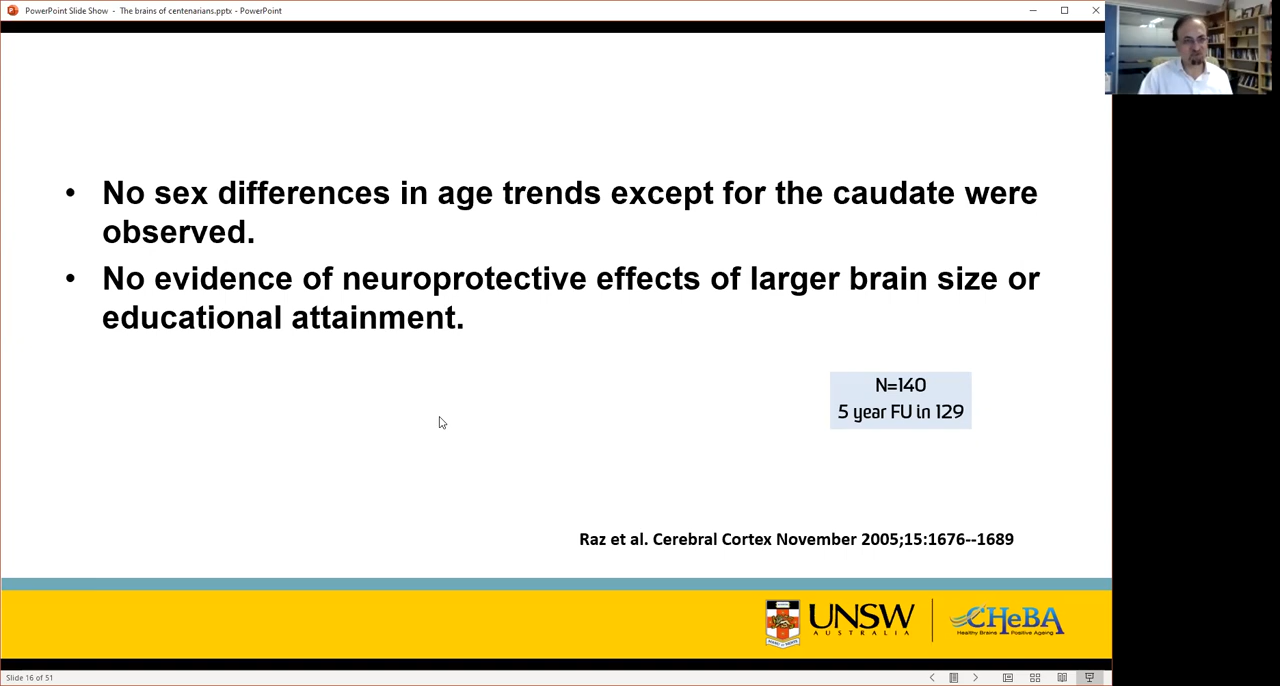 PowerPoint Slide Show - The brains of centenarians.pptx - PowerPoint
• No sex differences in age trends except for the caudate were
observed.
• No evidence of neuroprotective effects of larger brain size or
educational attainment.
N=140
5 year FU in 129
Raz et al. Cerebral Cortex November 2005;15:1676--1689
UNSW
AUSTRALIA
CHeBA
Healthy Brains Positive Ageing
Slide 16 of 51